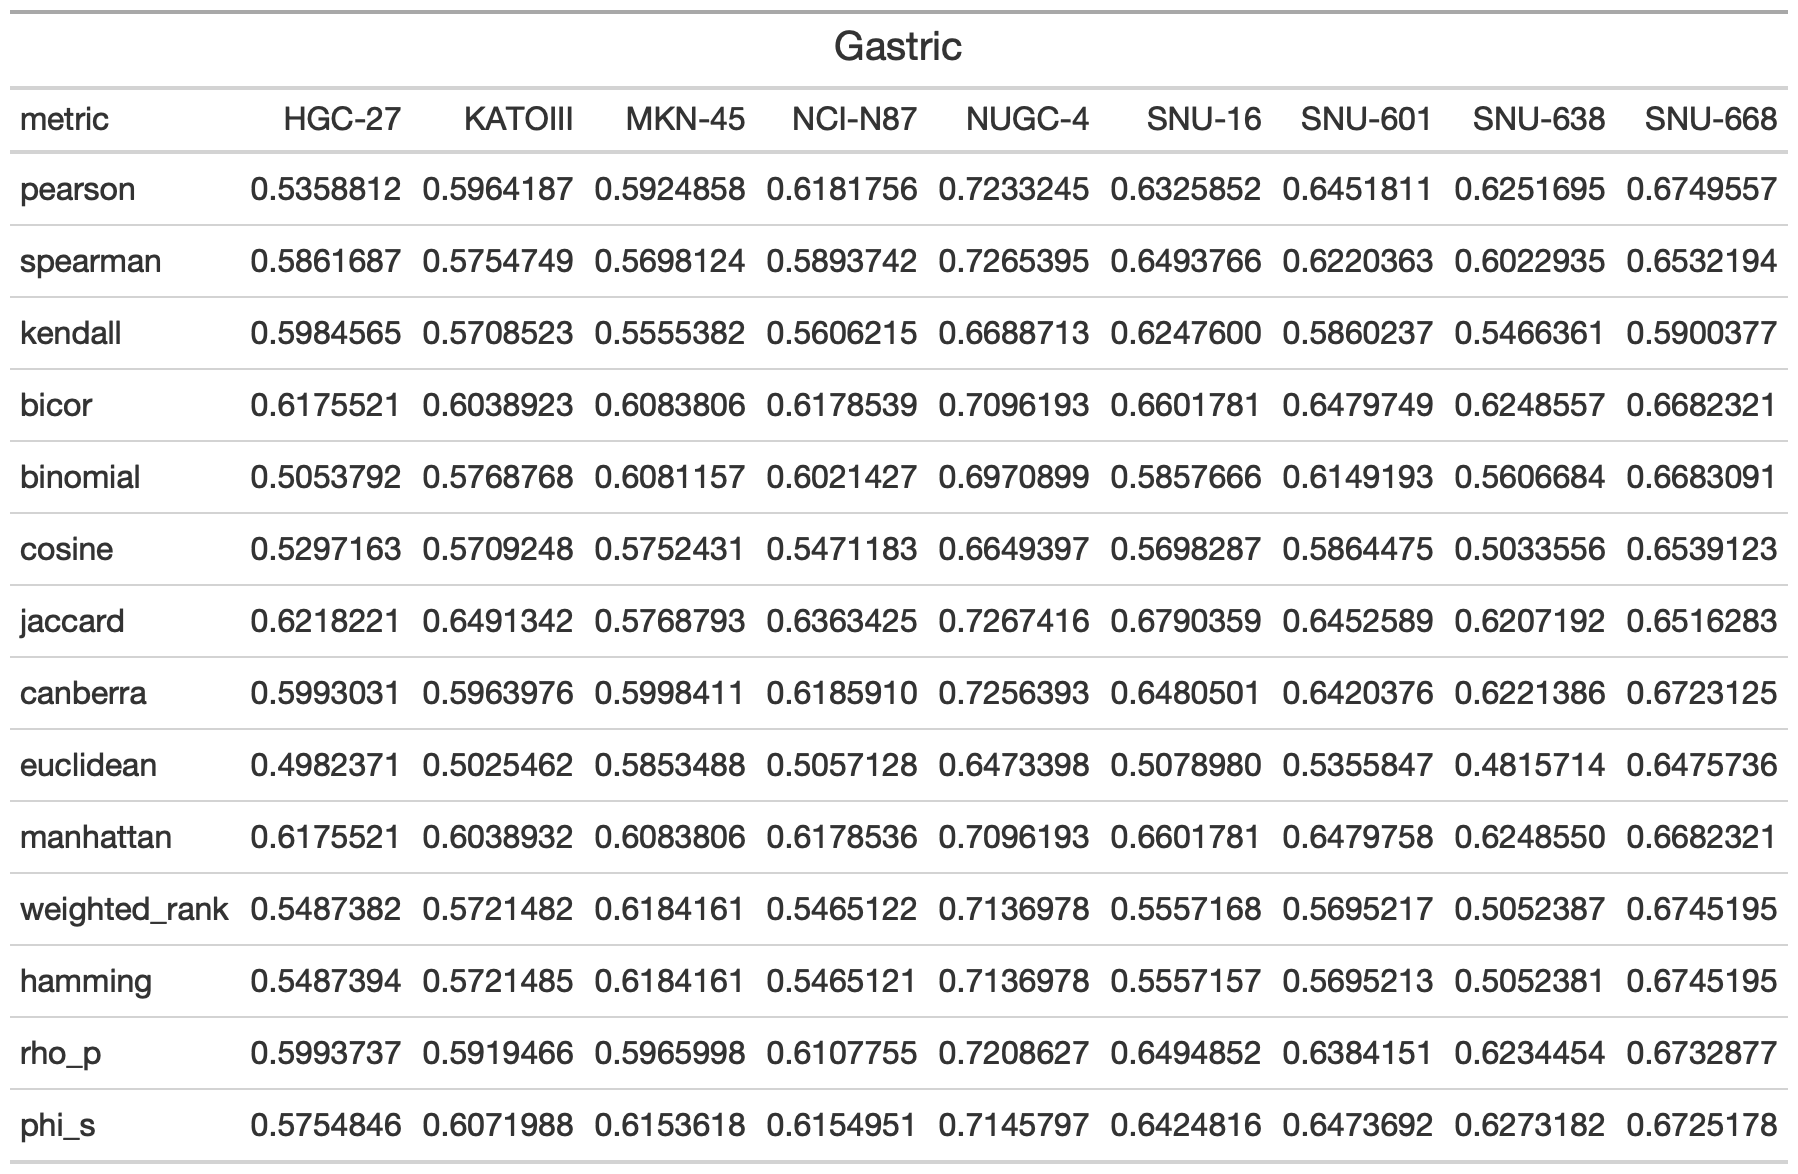 Gastric
metric HGC-27 KATOIII MKN-45 NCI-N87 NUGC-4 SNU-16 SNU-601 SNU-638 SNU-668
pearson 0.5358812 0.5964187 0.5924858 0.6181756 0.7233245 0.6325852 0.6451811 0.6251695 0.6749557
spearman 0.5861687 0.5754749 0.5698124 0.5893742 0.7265395 0.6493766 0.6220363 0.6022935 0.6532194
kendall 0.5984565 0.5708523 0.5555382 0.5606215 0.6688713 0.6247600 0.5860237 0.5466361 0.5900377
bicor 0.6175521 0.6038923 0.6083806 0.6178539 0.7096193 0.6601781 0.6479749 0.6248557 0.6682321
binomial 0.5053792 0.5768768 0.6081157 0.6021427 0.6970899 0.5857666 0.6149193 0.5606684 0.6683091
cosine 0.5297163 0.5709248 0.5752431 0.5471183 0.6649397 0.5698287 0.5864475 0.5033556 0.6539123
jaccard 0.6218221 0.6491342 0.5768793 0.6363425 0.7267416 0.6790359 0.6452589 0.6207192 0.6516283
canberra 0.5993031 0.5963976 0.5998411 0.6185910 0.7256393 0.6480501 0.6420376 0.6221386 0.6723125
euclidean 0.4982371 0.5025462 0.5853488 0.5057128 0.6473398 0.5078980 0.5355847 0.4815714 0.6475736
manhattan 0.6175521 0.6038932 0.6083806 0.6178536 0.7096193 0.6601781 0.6479758 0.6248550 0.6682321
weighted_rank 0.5487382 0.5721482 0.6184161 0.5465122 0.7136978 0.5557168 0.5695217 0.5052387 0.6745195
hamming 0.5487394 0.5721485 0.6184161 0.5465121 0.7136978 0.5557157 0.5695213 0.5052381 0.6745195
rho_p 0.5993737 0.5919466 0.5965998 0.6107755 0.7208627 0.6494852 0.6384151 0.6234454 0.6732877
phi_s 0.5754846 0.6071988 0.6153618 0.6154951 0.7145797 0.6424816 0.6473692 0.6273182 0.6725178